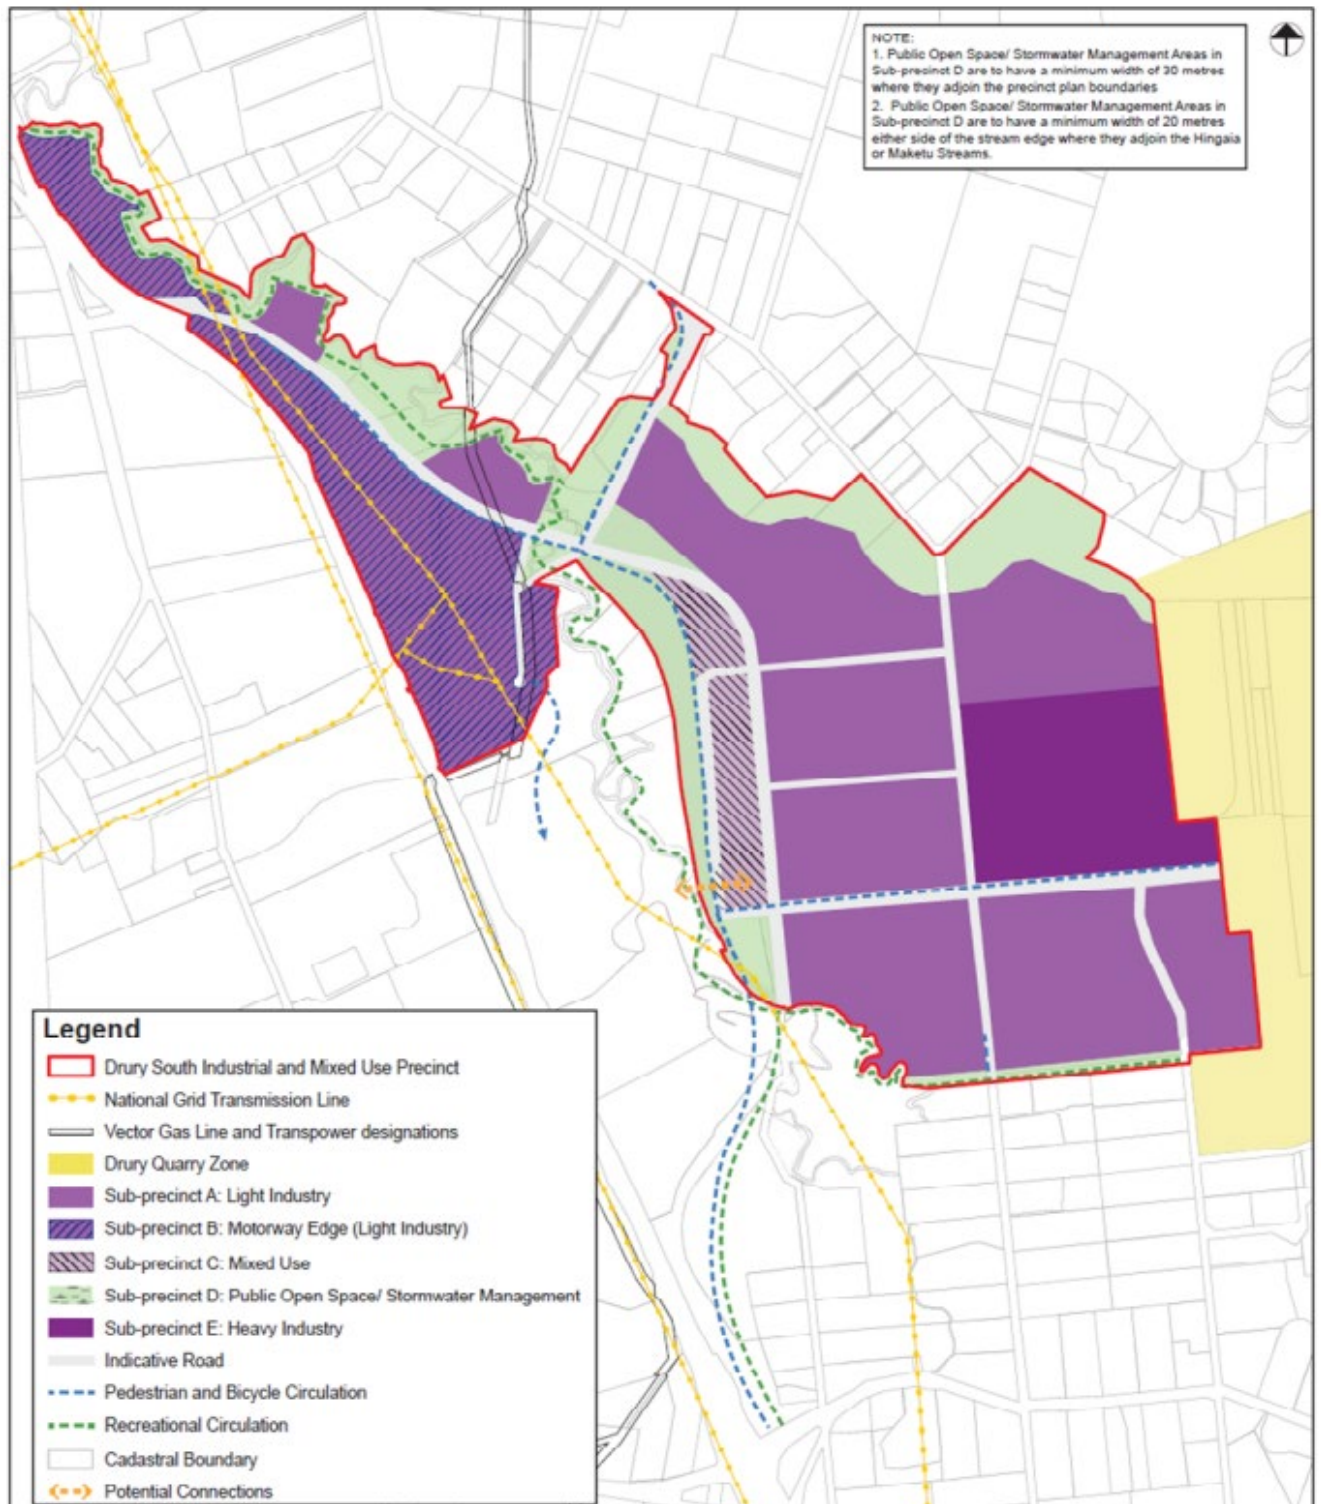 NOTE:
1. Public Open Space/ Stormwater Management Areas in
Sub-precinct D are to have a minimum width of 30 metres
where they adjoin the precinct plan boundaries
2. Public Open Space/ Stormwater Management Areas in
Sub-precinct D are to have a minimum width of 20 metres
either side of the stream edge where they adjoin the Hingaia
or Maketu Streams.
Legend
Drury South Industrial and Mixed Use Precinct
National Grid Transmission Line
Vector Gas Line and Transpower designations
Drury Quarry Zone
Sub-precinct A: Light Industry
Sub-precinct B: Motorway Edge (Light Industry)
Sub-precinct C: Mixed Use
Sub-precinct D: Public Open Space/ Stormwater Management
Sub-precinct E: Heavy Industry
Indicative Road
Pedestrian and Bicycle Circulation
Recreational Circulation
Cadastral Boundary
Potential Connections